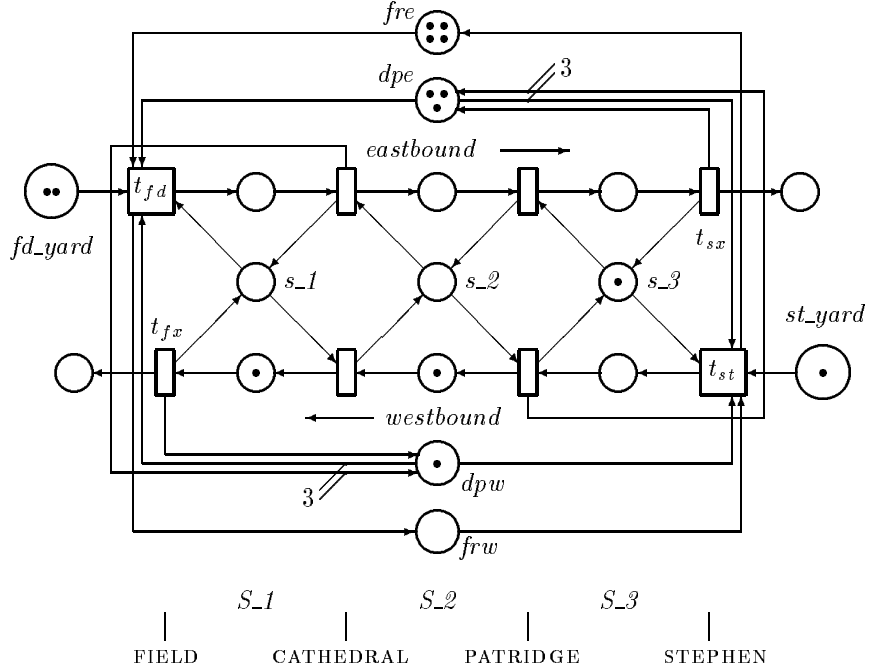 fre
dpe
3
eastbound
t_fd
fd_yard
t_sx
s_1
s_2
s_3
t_fx
st_yard
t_st
westbound
3
dpw
frw
S_1
S_2
S_3
FIELD
CATHEDRAL
PATRIDGE
STEPHEN